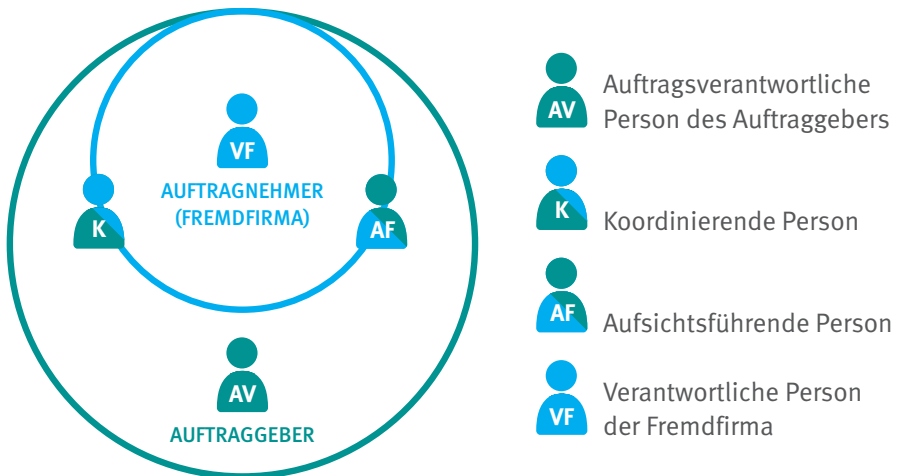 VF
AUFTRAGNEHMER
(FREMDFIRMA)
K
AF
AV
AUFTRAGGEBER
AV
Auftragsverantwortliche
Person des Auftraggebers
K
Koordinierende Person
AF
Aufsichtsführende Person
VF
Verantwortliche Person
der Fremdfirma